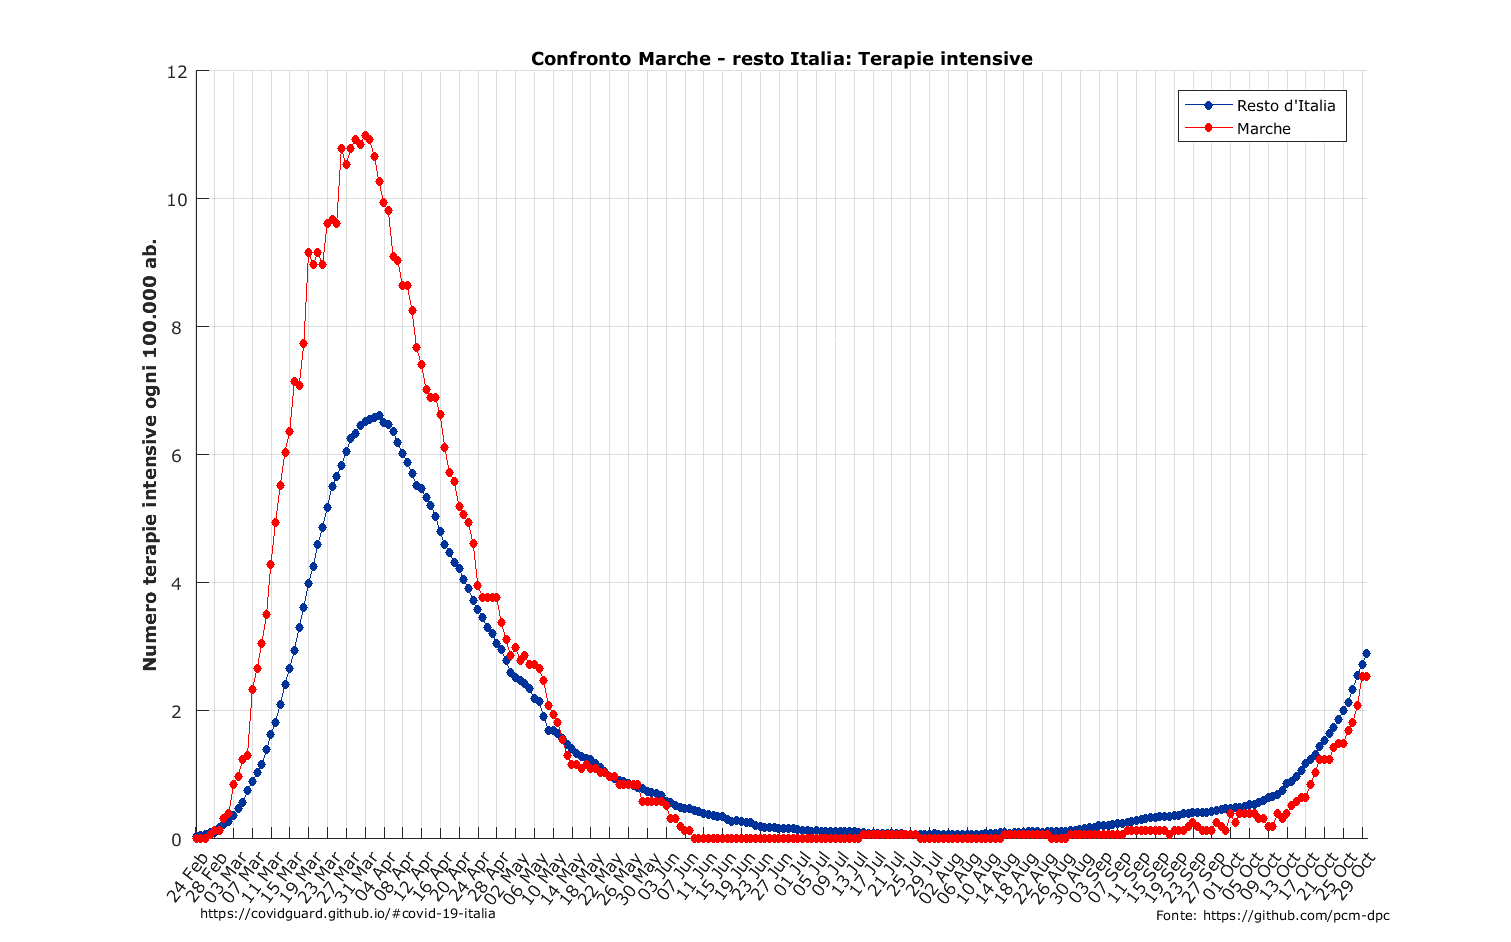 Confronto Marche - resto Italia: Terapie intensive
Numero terapie intensive ogni 100.000 ab.
12
10
8
6
4
2
0
Resto d'Italia
Marche
24 Feb
28 Feb
03 Mar
07 Mar
11 Mar
15 Mar
19 Mar
23 Mar
27 Mar
31 Mar
04 Apr
08 Apr
12 Apr
16 Apr
20 Apr
24 Apr
28 Apr
02 May
06 May
10 May
14 May
18 May
22 May
26 May
30 May
03 Jun
07 Jun
11 Jun
15 Jun
19 Jun
23 Jun
27 Jun
01 Jul
05 Jul
09 Jul
13 Jul
17 Jul
21 Jul
25 Jul
29 Jul
02 Aug
06 Aug
10 Aug
14 Aug
18 Aug
22 Aug
26 Aug
30 Aug
03 Sep
07 Sep
11 Sep
15 Sep
19 Sep
23 Sep
27 Sep
01 Oct
05 Oct
09 Oct
13 Oct
17 Oct
21 Oct
25 Oct
29 Oct
https://covidguard.github.io/#covid-19-italia
Fonte: https://github.com/pcm-dpc